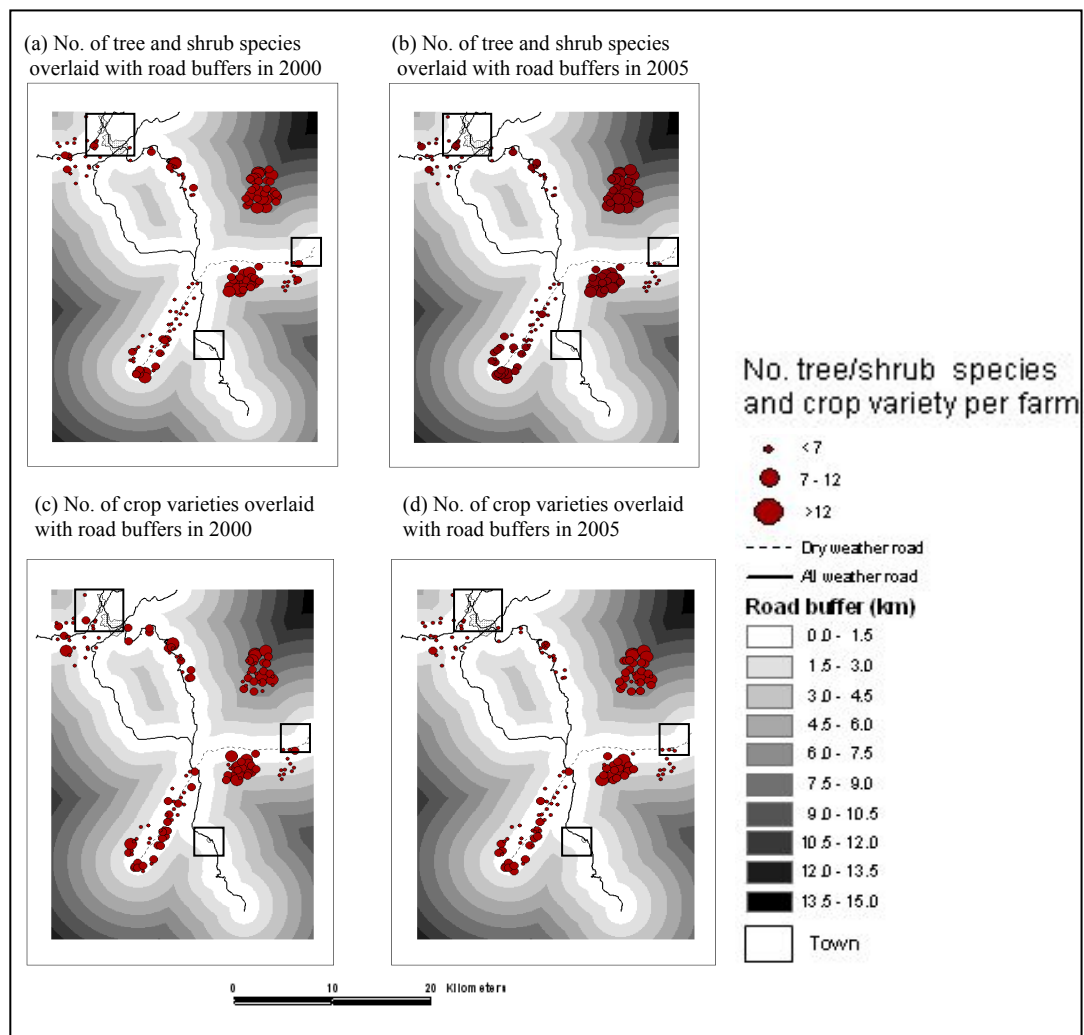 (a) No. of tree and shrub species
overlaid with road buffers in 2000
(b) No. of tree and shrub species
overlaid with road buffers in 2005
(c) No. of crop varieties overlaid
with road buffers in 2000
(d) No. of crop varieties overlaid
with road buffers in 2005
No. tree/shrub species
and crop variety per farm
< 7
7 - 12
>12
Dry weather road
All weather road
Road buffer (km)
0.0 - 1.5
1.5 - 3.0
3.0 - 4.5
4.5 - 6.0
6.0 - 7.5
7.5 - 9.0
9.0 - 10.5
10.5 - 12.0
12.0 - 13.5
13.5 - 15.0
Town
0 10 20 Kilometers